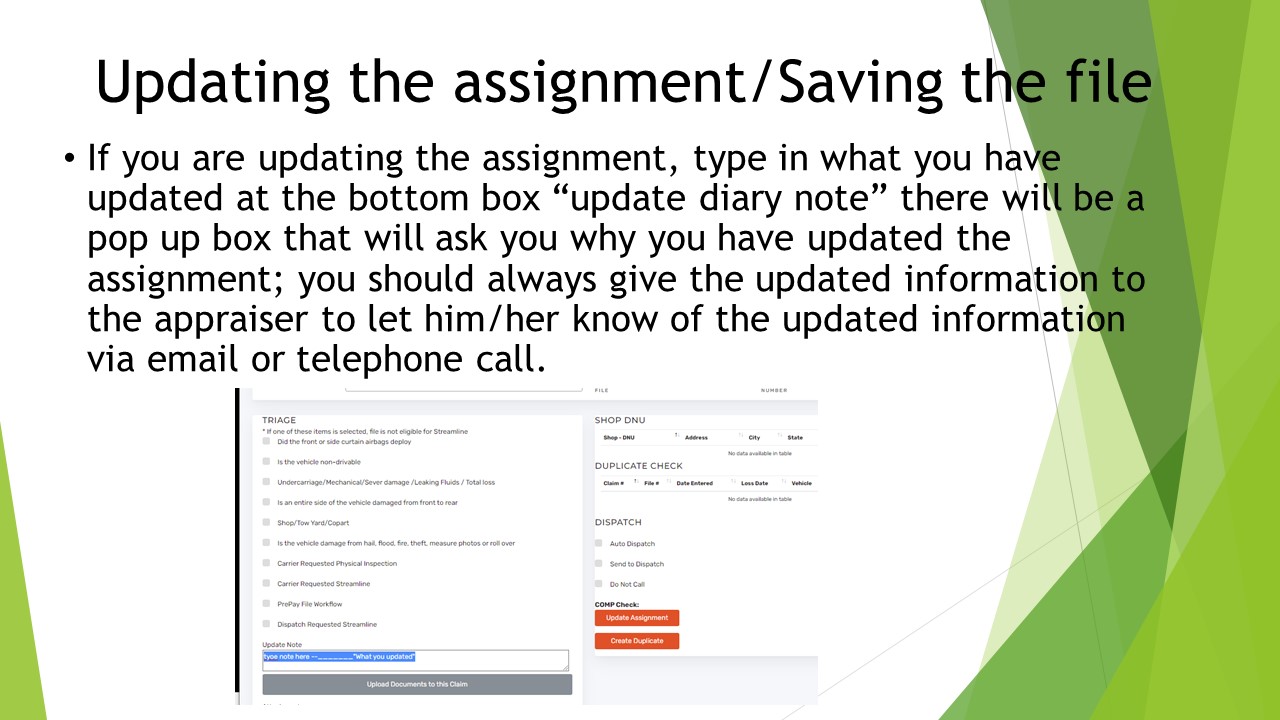 Updating the assignment/Saving the file
• If you are updating the assignment, type in what you have
updated at the bottom box “update diary note” there will be a
pop up box that will ask you why you have updated the
assignment; you should always give the updated information to
the appraiser to let him/her know of the updated information
via email or telephone call.
FILE NUMBER
TRIAGE
* If one of these items is selected, file is not eligible for Streamline
Did the front or side curtain airbags deploy
Is the vehicle non-drivable
Undercarriage/Mechanical/Sever damage /Leaking Fluids / Total loss
Is an entire side of the vehicle damaged from front to rear
Shop/Tow Yard/Copart
Is the vehicle damage from hail, flood, fire, theft, measure photos or roll over
Carrier Requested Physical Inspection
Carrier Requested Streamline
PrePay File Workflow
Dispatch Requested Streamline
Update Note
tyoe note here --_______"What you updated"
Upload Documents to this Claim
SHOP DNU
Shop - DNU Address City State
No data available in table
DUPLICATE CHECK
Claim # File # Date Entered Loss Date Vehicle
No data available in table
DISPATCH
Auto Dispatch
Send to Dispatch
Do Not Call
COMP Check:
Update Assignment
Create Duplicate